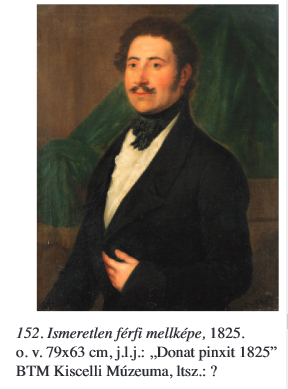 152. Ismeretlen férfi mellképe, 1825.
o. v. 79x63 cm, j.l.j.: „Donat pinxit 1825”
BTM Kiscelli Múzeuma, ltsz.: ?